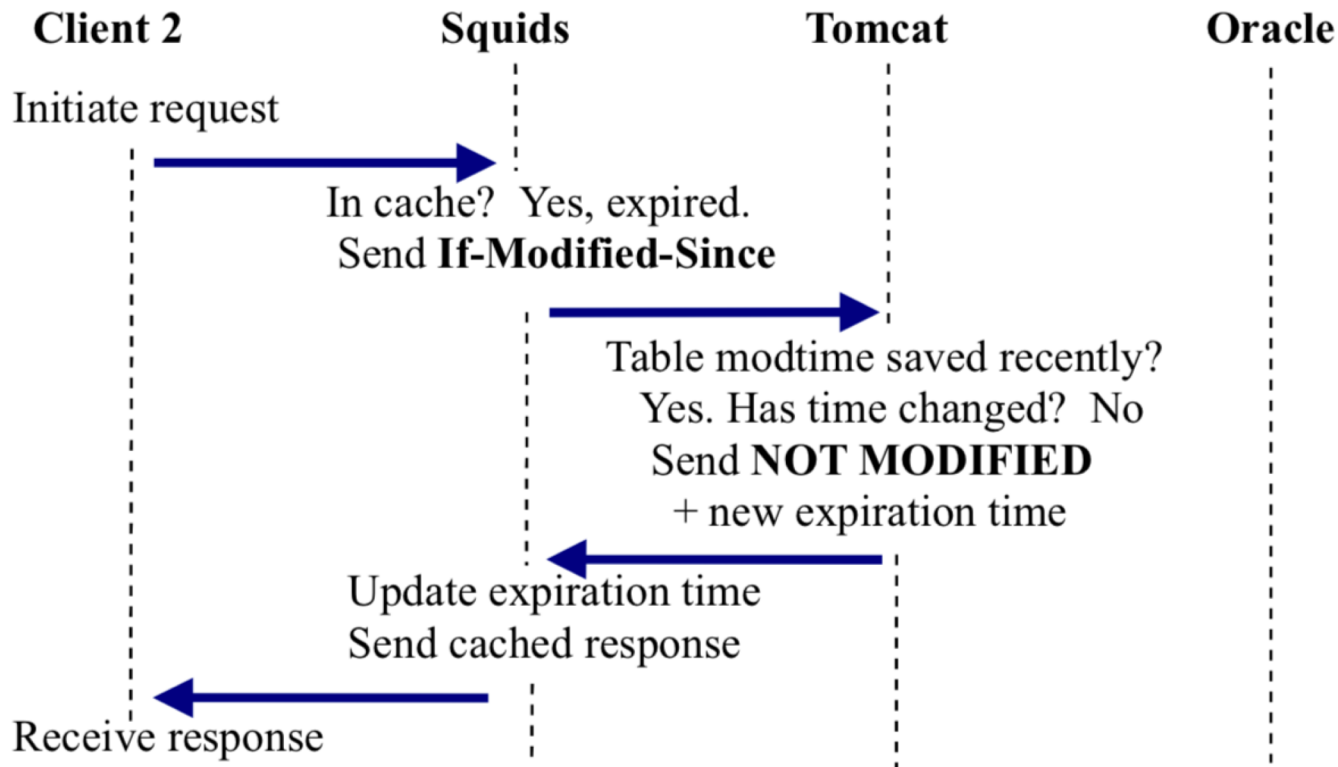 Client 2 Squids Tomcat Oracle
Initiate request
In cache? Yes, expired.
Send If-Modified-Since
Table modtime saved recently?
Yes. Has time changed? No
Send NOT MODIFIED
+ new expiration time
Update expiration time
Send cached response
Receive response